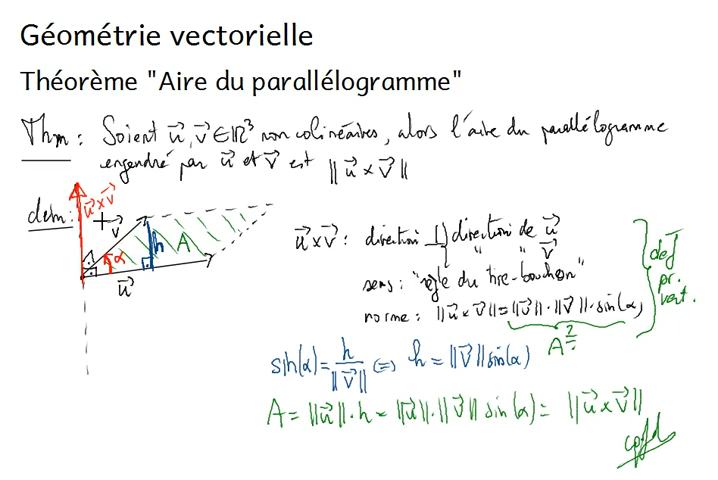 Géométrie vectorielle
Théorème "Aire du parallélogramme"
Thm : Soient u⃗, v⃗ ∈ ℝ³ non colinéaires, alors l'aire du parallélogramme
engendré par u⃗ et v⃗ est ‖u⃗ × v⃗‖
dém :
u⃗ × v⃗
v⃗
α
h
A
u⃗
u⃗ × v⃗ : direction ⊥ direction de u⃗
" " v⃗
sens : "règle du tire-bouchon"
norme : ‖u⃗ × v⃗‖ = ‖u⃗‖ · ‖v⃗‖ · sin(α)
déf
pr.
vect.
A ?=
sin(α) = h/‖v⃗‖ ⇔ h = ‖v⃗‖ sin(α)
A = ‖u⃗‖ · h = ‖u⃗‖ · ‖v⃗‖ sin(α) = ‖u⃗ × v⃗‖
cqfd